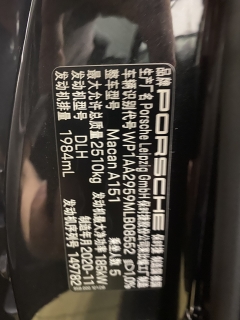 品牌 PORSCHE
生产厂名 Porsche Leipzig GmbH
车辆识别代号 WP1AA2959MLB08552
最大允许总质量 2510kg
整车型号 Macan A151 乘坐人数 5
发动机型号 DLH 发动机最大净功率 185kW
发动机排量 1984mL 制造年月 2020-11
发动机序列号 149782